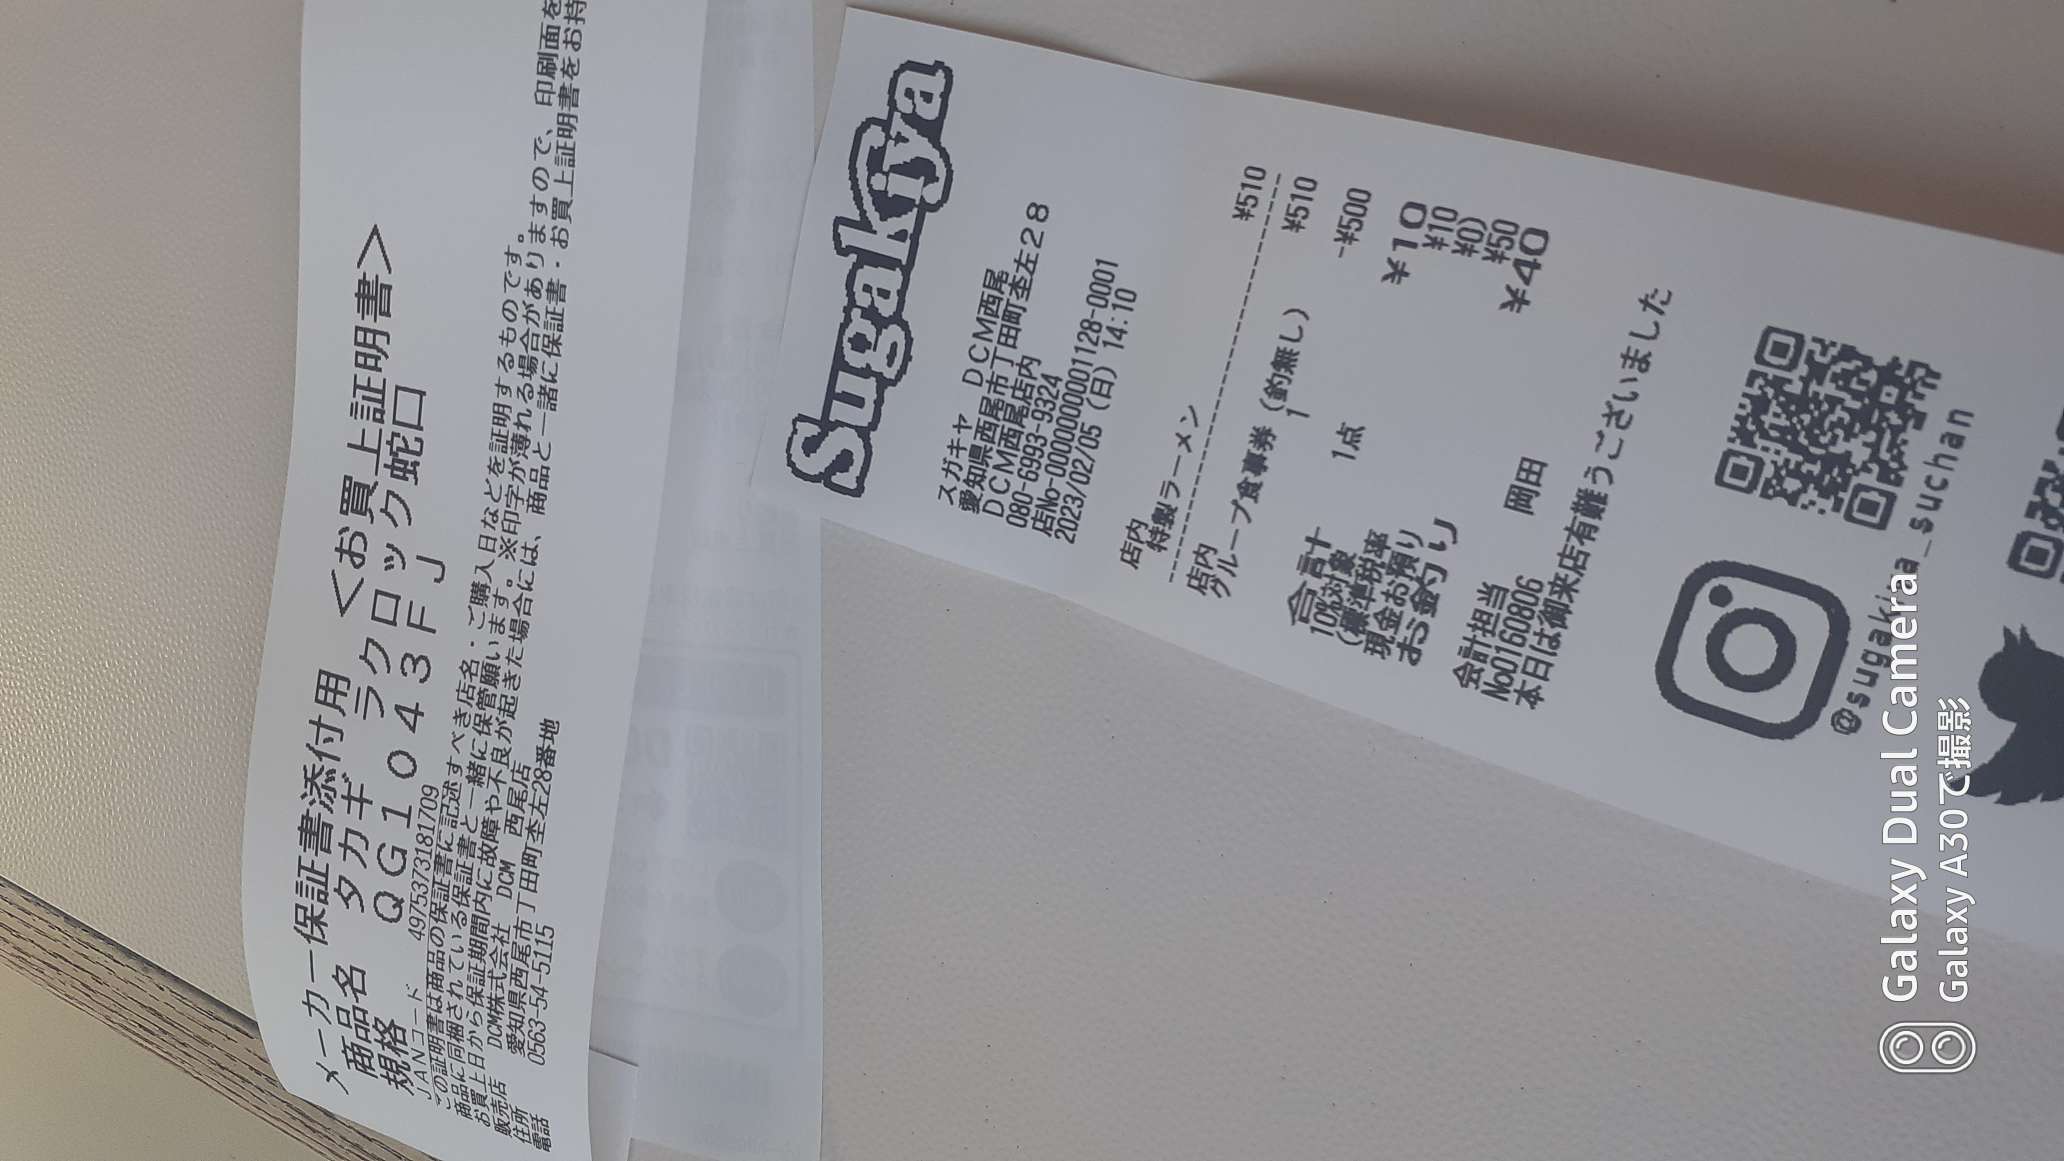 メーカー保証書添付用 <お買上証明書>
商品名 タカギ ラクロック蛇口
規格 QG1043FJ
JANコード 4975373181709
この証明書は商品の保証書に記述すべき店名・ご購入日などを証明するものです。
商品に同梱されている保証書と一緒に保管願います。※印字が薄れる場合がありますので、印刷面を
お買上日から保証期間内に故障や不良が起きた場合には、商品と一緒に保証書・お買上証明書をお持
販売店 DCM株式会社 DCM 西尾店
住所 愛知県西尾市丁田町杢左28番地
電話 0563-54-5115
Sugakiya
スガキヤ DCM西尾
愛知県西尾市丁田町杢左28
DCM西尾店内
080-6993-9324
店No-0000000001128-0001
2023/02/05 (日) 14:10
店内
特製ラーメン ¥510
店内 ¥510
グループ食事券(釣無し)
1 -¥500
1点
合計 ¥10
10%対象 ¥10
(標準税率 ¥0)
現金お預り ¥50
お釣り ¥40
会計担当 岡田
No01608806
本日は御来店有難うございました
@sugakiya_suchan
Galaxy Dual Camera
Galaxy A30で撮影